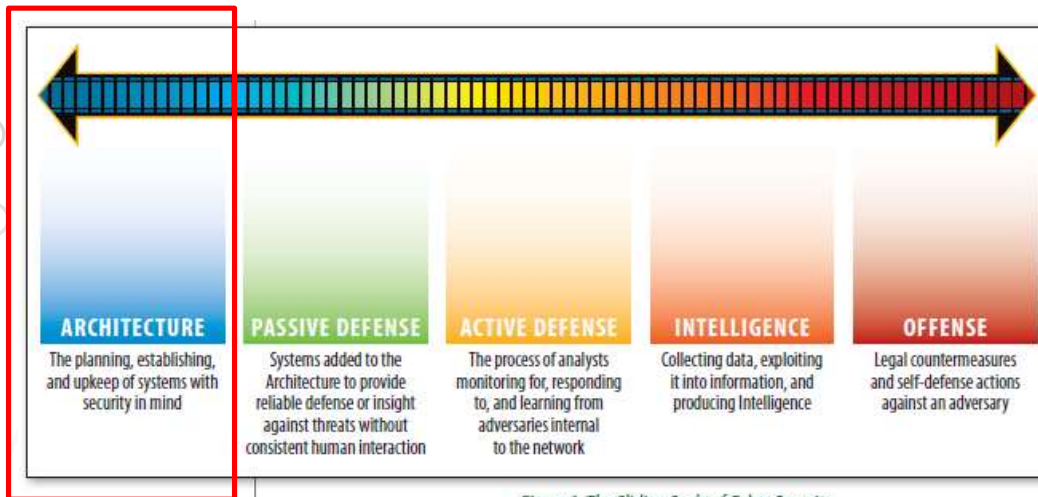 ARCHITECTURE
The planning, establishing,
and upkeep of systems with
security in mind
PASSIVE DEFENSE
Systems added to the
Architecture to provide
reliable defense or insight
against threats without
consistent human interaction
ACTIVE DEFENSE
The process of analysts
monitoring for, responding
to, and learning from
adversaries internal
to the network
INTELLIGENCE
Collecting data, exploiting
it into information, and
producing Intelligence
OFFENSE
Legal countermeasures
and self-defense actions
against an adversary